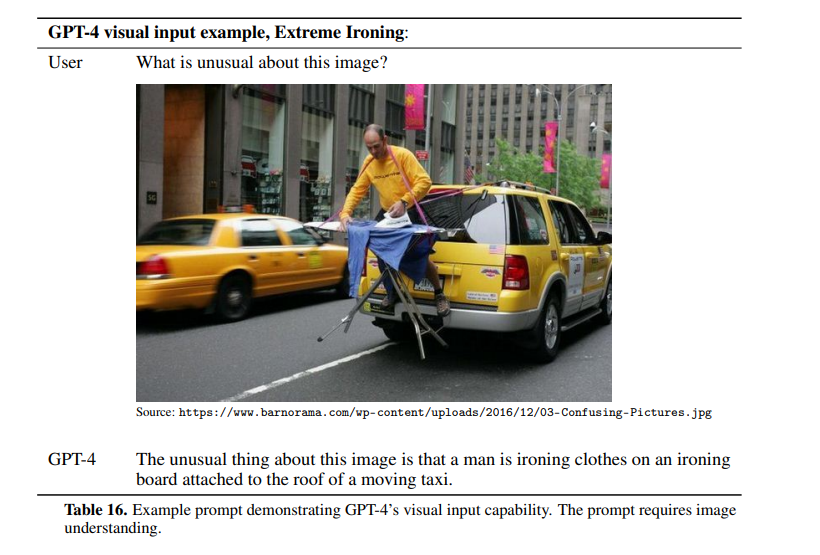 GPT-4 visual input example, Extreme Ironing:
User What is unusual about this image?
Source: https://www.barnorama.com/wp-content/uploads/2016/12/03-Confusing-Pictures.jpg
GPT-4 The unusual thing about this image is that a man is ironing clothes on an ironing
board attached to the roof of a moving taxi.
Table 16. Example prompt demonstrating GPT-4's visual input capability. The prompt requires image
understanding.